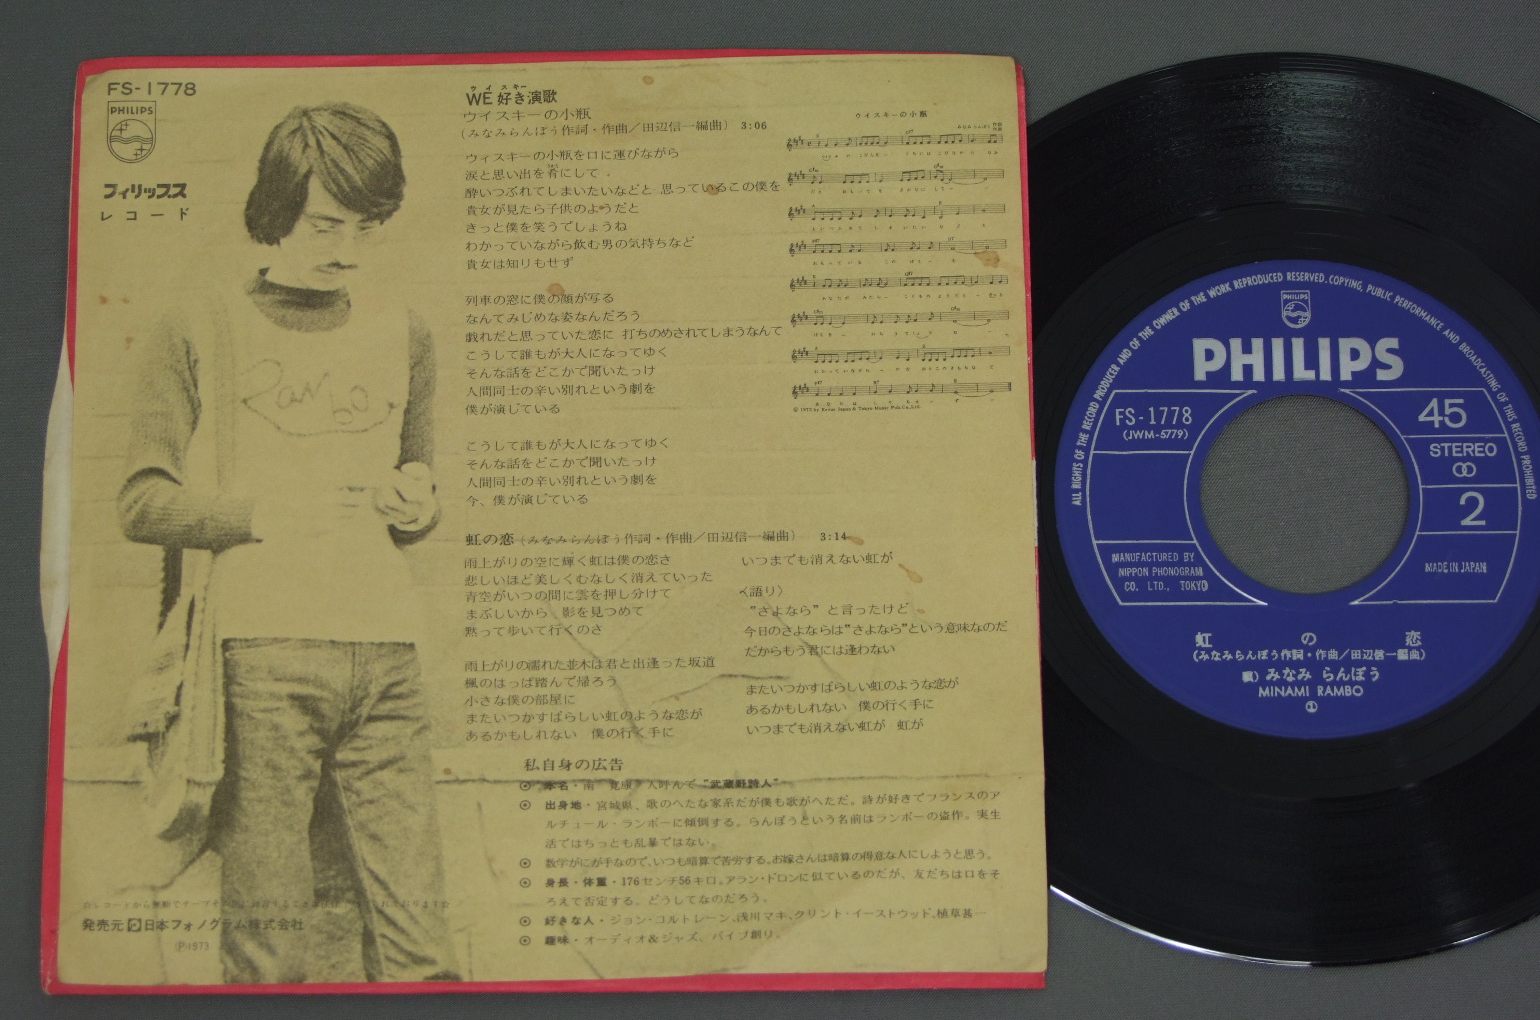 FS-1778
PHILIPS
フィリップス
レコード
ウイスキー
WE好き演歌
ウイスキーの小瓶
(みなみらんぼう作詞・作曲／田辺信一編曲) 3:06
ウィスキーの小瓶を口に運びながら
涙と思い出を肴にして
酔いつぶれてしまいたいなどと 思っているこの僕を
貴女が見たら子供のようだと
きっと僕を笑うでしょうね
わかっていながら飲む男の気持ちなど
貴女は知りもせず
列車の窓に僕の顔が写る
なんてみじめな姿なんだろう
戯れだと思っていた恋に 打ちのめされてしまうなんて
こうして誰もが大人になってゆく
そんな話をどこかで聞いたっけ
人間同士の辛い別れという劇を
僕が演じている
こうして誰もが大人になってゆく
そんな話をどこかで聞いたっけ
人間同士の辛い別れという劇を
今、僕が演じている
ウイスキーの小瓶
Rambo
虹の恋(みなみらんぼう作詞・作曲／田辺信一編曲) 3:14
雨上がりの空に輝く虹は僕の恋さ
悲しいほど美しくむなしく消えていった
青空がいつの間に雲を押し分けて
まぶしいから 影を見つめて
黙って歩いて行くのさ
雨上がりの濡れた並木は君と出逢った坂道
楓のはっぱ踏んで帰ろう
小さな僕の部屋に
またいつかすばらしい虹のような恋が
あるかもしれない 僕の行く手に
いつまでも消えない虹が
〈語り〉
"さよなら" と言ったけど
今日のさよならは"さよなら"という意味なのだ
だからもう君には逢わない
またいつかすばらしい虹のような恋が
あるかもしれない 僕の行く手に
いつまでも消えない虹が 虹が
私自身の広告
本名・南 寛康 人呼んで"武蔵野詩人"
出身地・宮城県、歌のへたな家系だが僕も歌がへただ。詩が好きでフランスのア
ルチュール・ランボーに傾倒する。らんぼうという名前はランボーの盗作。実生
活ではちっとも乱暴ではない。
数学がにが手なので、いつも暗算で苦労する。お嫁さんは暗算の得意な人にしようと思う。
身長・体重・176センチ56キロ。アラン・ドロンに似ているのだが、友だちは口をそ
ろえて否定する。どうしてなのだろう。
好きな人・ジョン・コルトレーン、浅川マキ、クリント・イーストウッド、植草甚一
趣味・オーディオ&ジャズ、パイプ創り。
発売元 日本フォノグラム株式会社
(P)1973
ALL RIGHTS OF THE RECORD PRODUCER AND OF THE OWNER OF THE WORK REPRODUCED RESERVED. COPYING, PUBLIC PERFORMANCE AND BROADCASTING OF THIS RECORD PROHIBITED
PHILIPS
PHILIPS
FS-1778
(JWM-5779)
45
STEREO
2
MANUFACTURED BY
NIPPON PHONOGRAM
CO. LTD., TOKYO
MADE IN JAPAN
虹の恋
(みなみらんぼう作詞・作曲／田辺信一編曲)
唄) みなみ らんぼう
MINAMI RAMBO
①